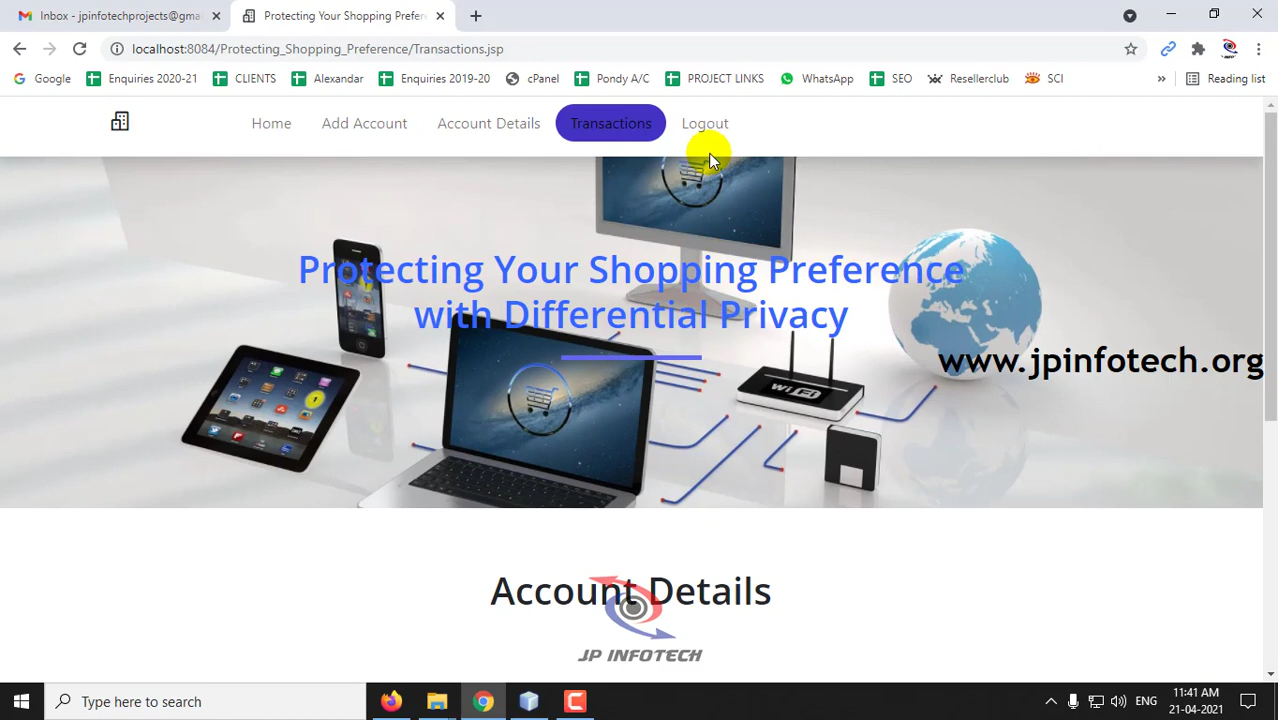 Inbox - jpinfotechprojects@gma
Protecting Your Shopping Prefere
localhost:8084/Protecting_Shopping_Preference/Transactions.jsp
Google Enquiries 2020-21 CLIENTS Alexandar Enquiries 2019-20 cPanel Pondy A/C PROJECT LINKS WhatsApp SEO Resellerclub SCI » Reading list
Home Add Account Account Details Transactions Logout
Protecting Your Shopping Preference
with Differential Privacy
www.jpinfotech.org
WiFi
Account Details
JP INFOTECH
Type here to search
ENG
11:41 AM
21-04-2021